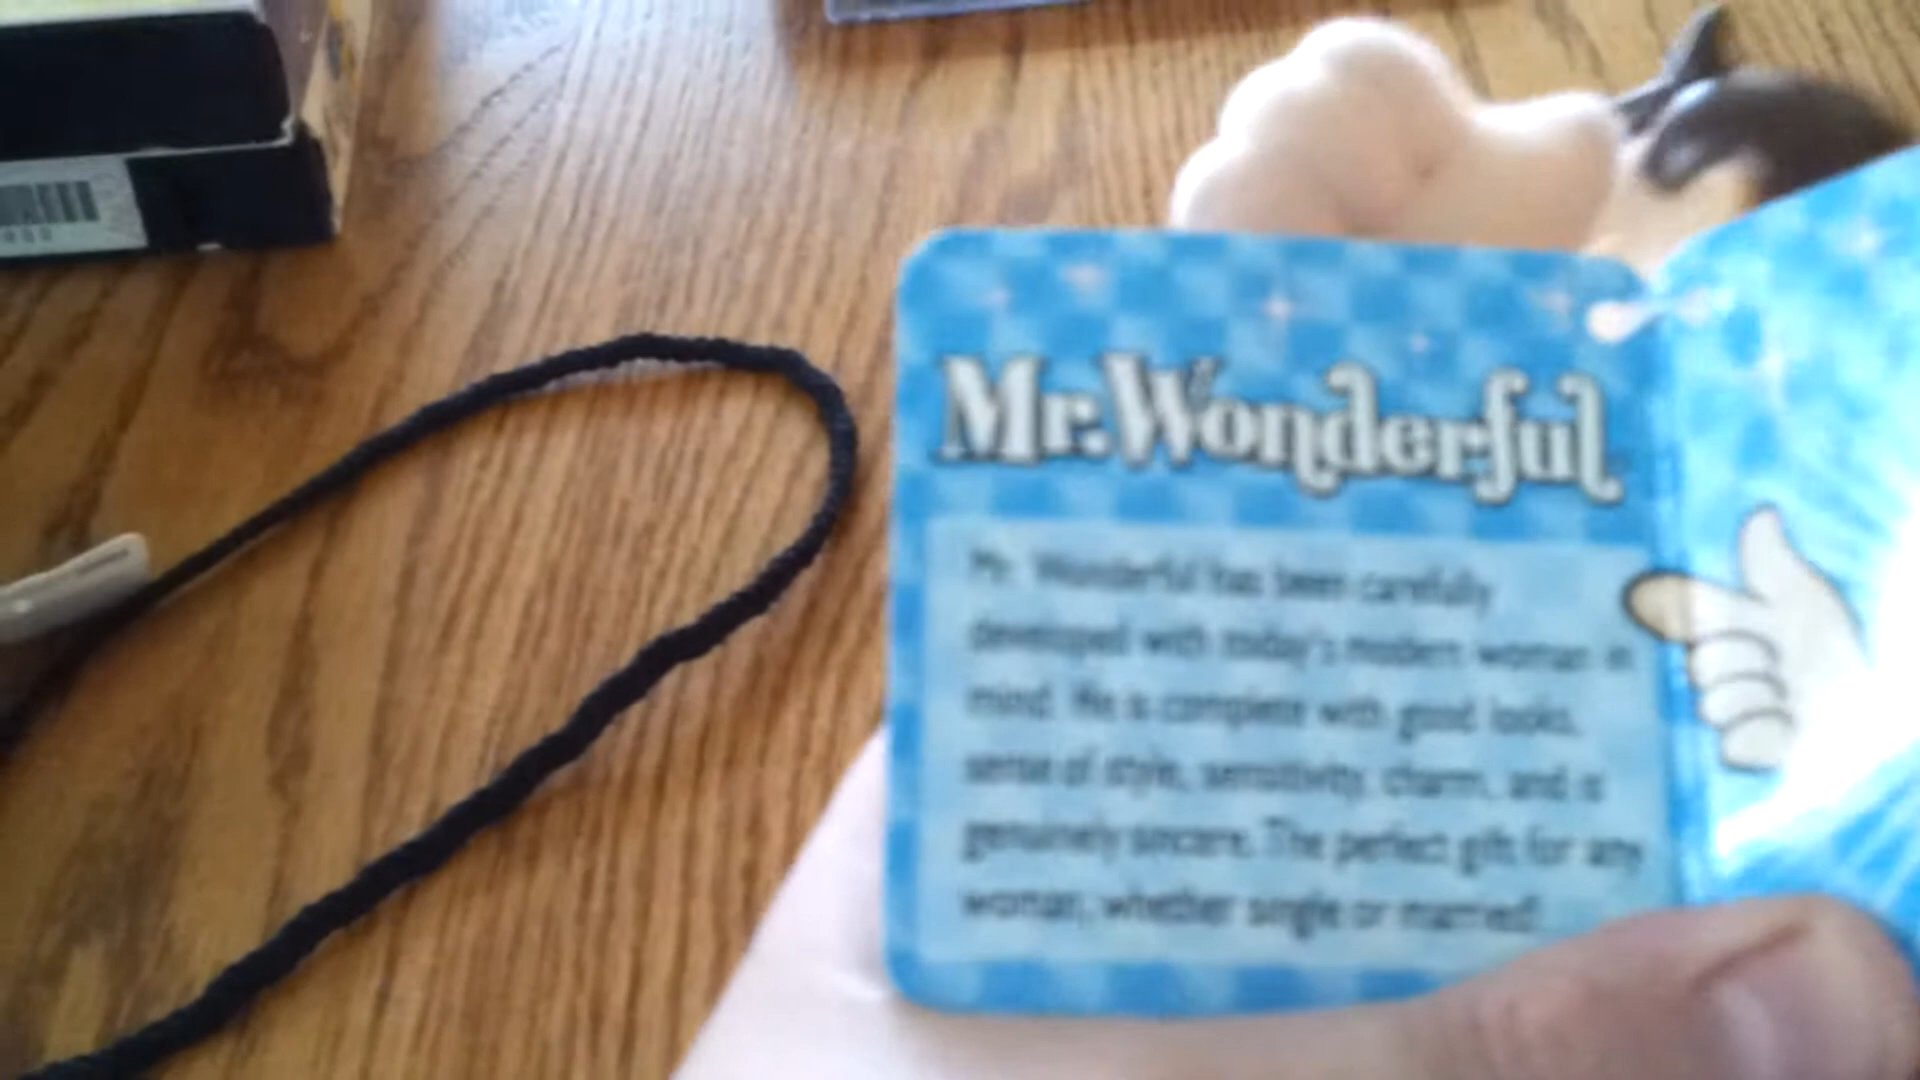 Mr. Wonderful
Mr. Wonderful has been carefully
developed with today's modern woman in
mind. He is complete with good looks,
sense of style, sensitivity, charm, and is
genuinely sincere. The perfect gift for any
woman, whether single or married!